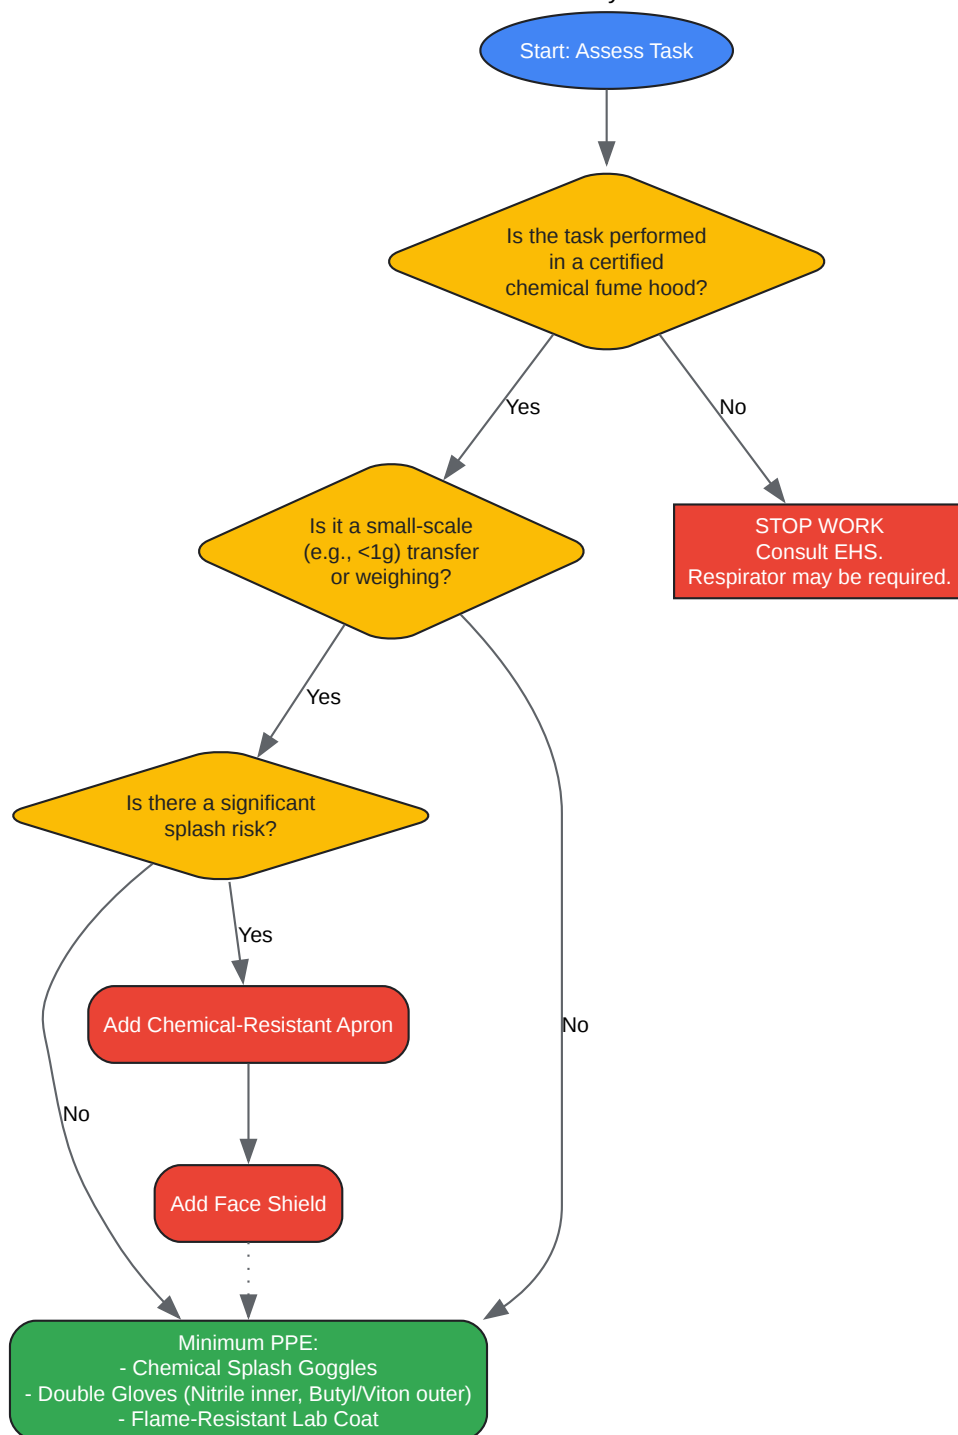 Start: Assess Task
Is the task performed
in a certified
chemical fume hood?
Yes
No
Is it a small-scale
(e.g., <1g) transfer
or weighing?
STOP WORK
Consult EHS.
Respirator may be required.
Yes
Is there a significant
splash risk?
Yes
Add Chemical-Resistant Apron
No
No
Add Face Shield
Minimum PPE:
- Chemical Splash Goggles
- Double Gloves (Nitrile inner, Butyl/Viton outer)
- Flame-Resistant Lab Coat